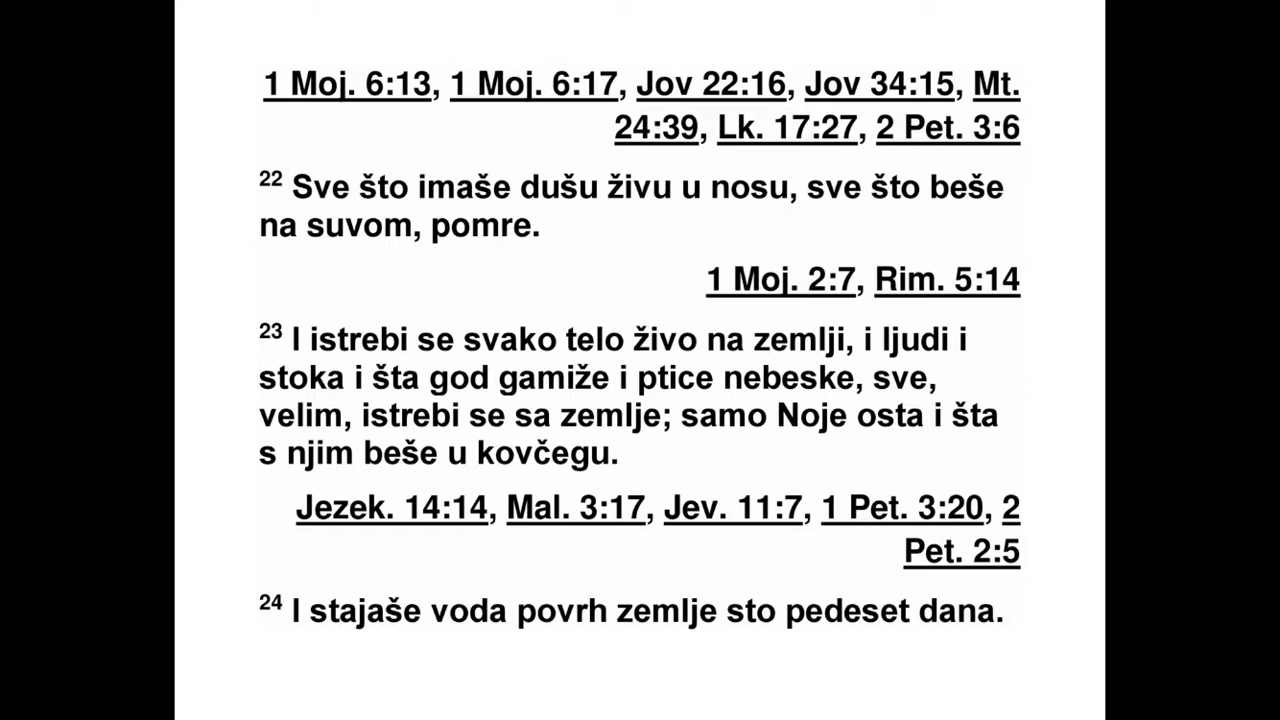 1 Moj. 6:13, 1 Moj. 6:17, Jov 22:16, Jov 34:15, Mt.
24:39, Lk. 17:27, 2 Pet. 3:6
22 Sve što imaše dušu živu u nosu, sve što beše
na suvom, pomre.
1 Moj. 2:7, Rim. 5:14
23 I istrebi se svako telo živo na zemlji, i ljudi i
stoka i šta god gamiže i ptice nebeske, sve,
velim, istrebi se sa zemlje; samo Noje osta i šta
s njim beše u kovčegu.
Jezek. 14:14, Mal. 3:17, Jev. 11:7, 1 Pet. 3:20, 2
Pet. 2:5
24 I stajaše voda povrh zemlje sto pedeset dana.